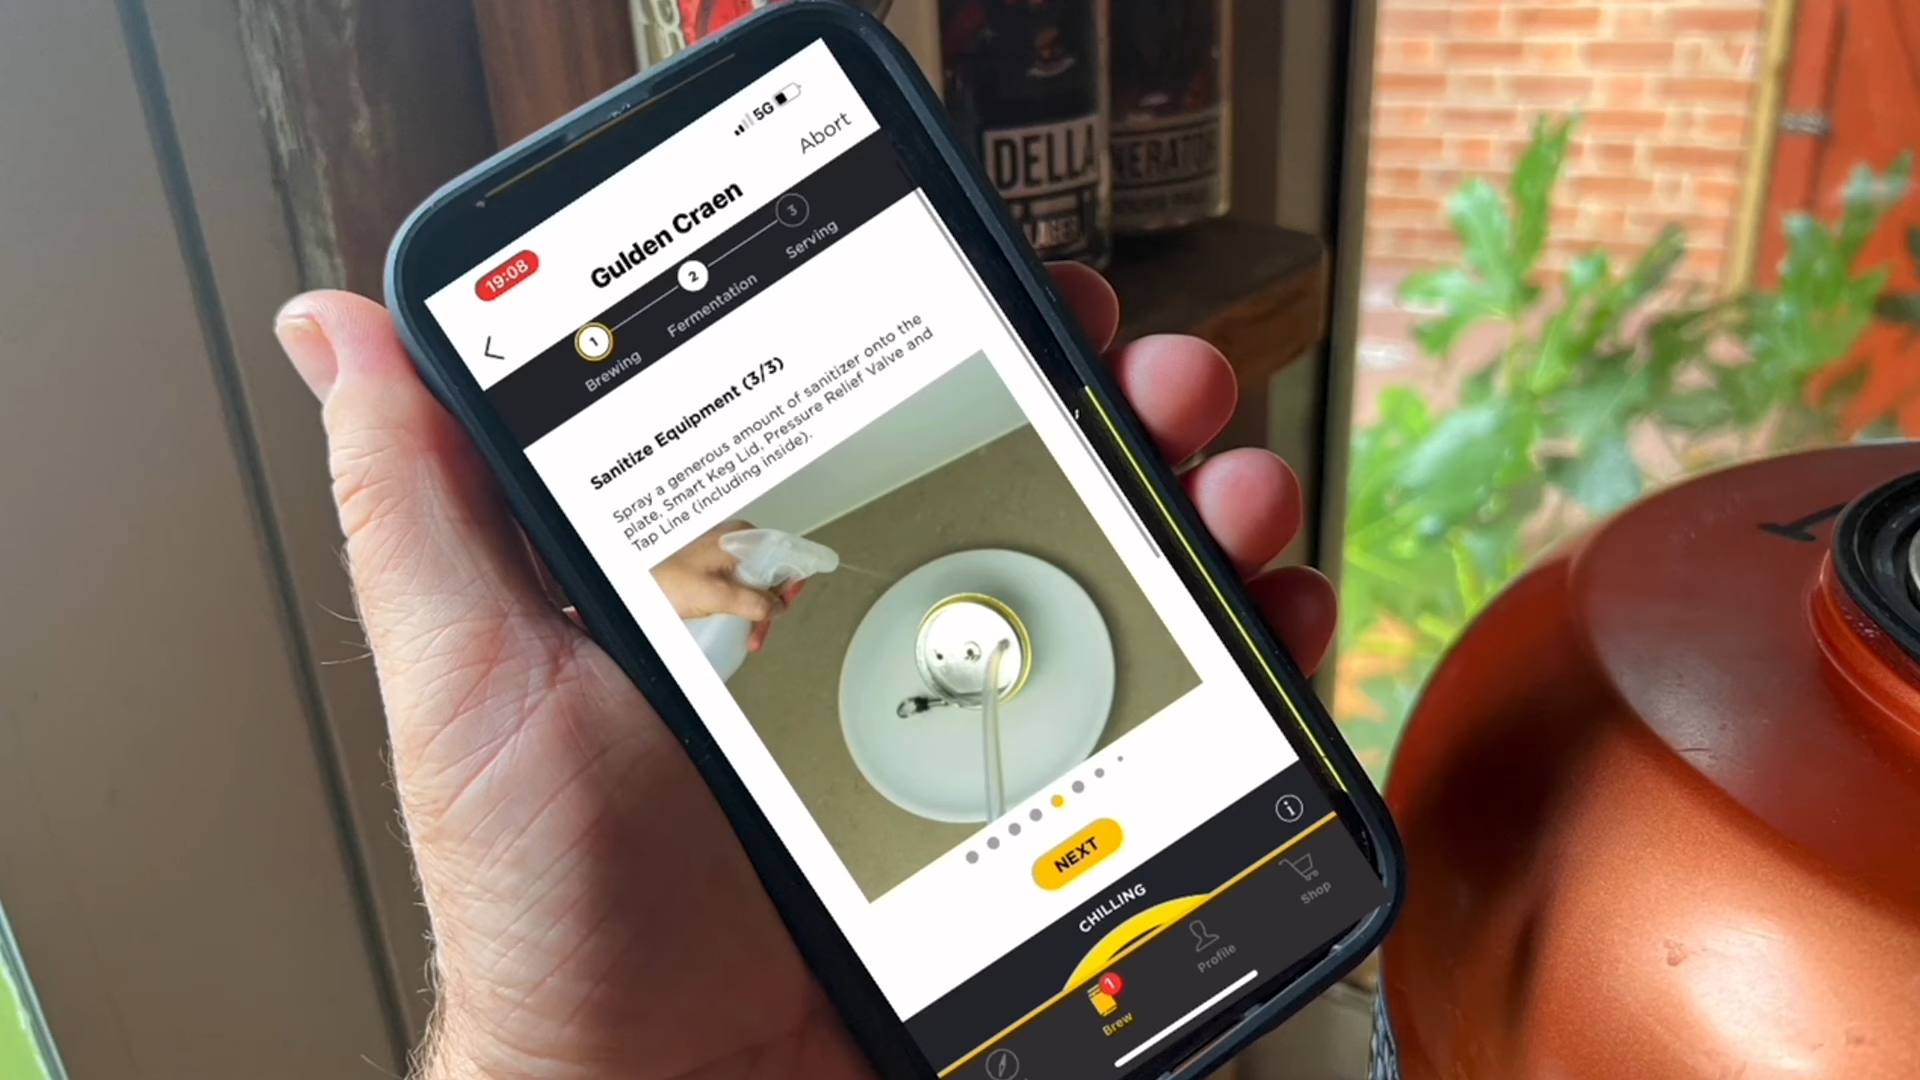 19:08
5G
Abort
Gulden Craen
1
2
3
Brewing
Fermentation
Serving
Sanitize Equipment (3/3)
Spray a generous amount of sanitizer onto the
plate, Smart Keg Lid, Pressure Relief Valve and
Tap Line (including inside).
NEXT
i
CHILLING
1
Brew
Profile
Shop
DELLA
LAGER
NERATOR